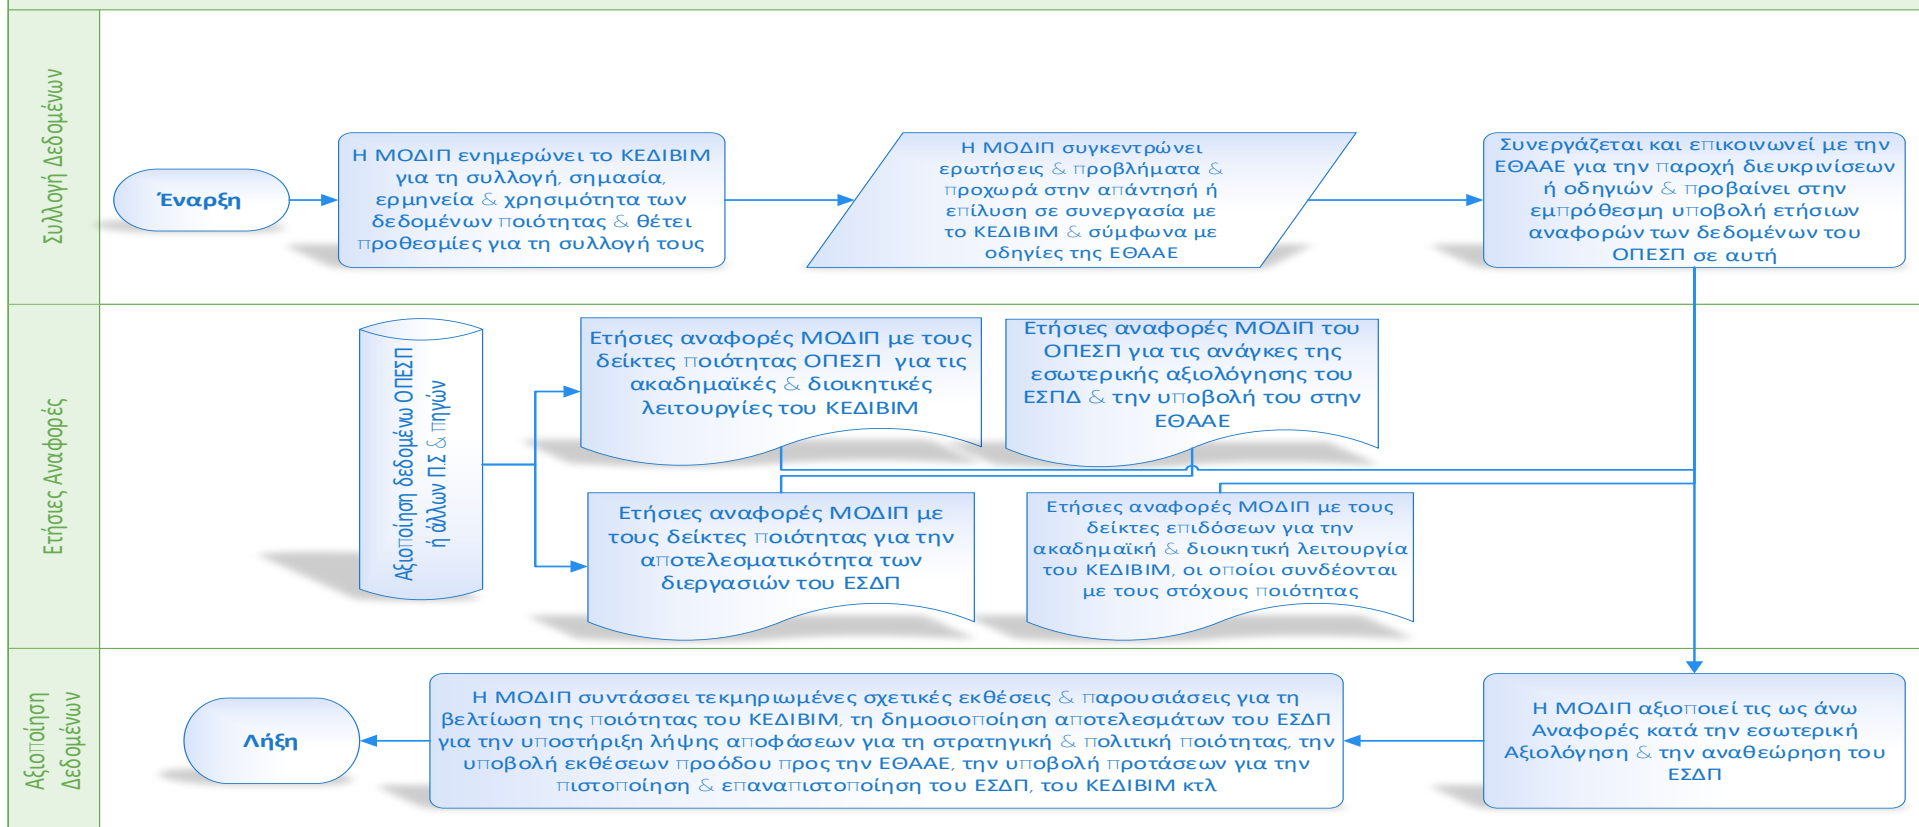 Συλλογή Δεδομένων
Έναρξη
Η ΜΟΔΙΠ ενημερώνει το ΚΕΔΙΒΙΜ
για τη συλλογή, σημασία,
ερμηνεία & χρησιμότητα των
δεδομένων ποιότητας & θέτει
προθεσμίες για τη συλλογή τους
Η ΜΟΔΙΠ συγκεντρώνει
ερωτήσεις & προβλήματα &
προχωρά στην απάντησή ή
επίλυση σε συνεργασία με
το ΚΕΔΙΒΙΜ & σύμφωνα με
οδηγίες της ΕΘΑΑΕ
Συνεργάζεται και επικοινωνεί με την
ΕΘΑΑΕ για την παροχή διευκρινίσεων
ή οδηγιών & προβαίνει στην
εμπρόθεσμη υποβολή ετήσιων
αναφορών των δεδομένων του
ΟΠΕΣΠ σε αυτή
Ετήσιες Αναφορές
Αξιοποίηση δεδομένω ΟΠΕΣΠ
ή άλλων Π.Σ & πηγών
Ετήσιες αναφορές ΜΟΔΙΠ με τους
δείκτες ποιότητας ΟΠΕΣΠ για τις
ακαδημαϊκές & διοικητικές
λειτουργίες του ΚΕΔΙΒΙΜ
Ετήσιες αναφορές ΜΟΔΙΠ του
ΟΠΕΣΠ για τις ανάγκες της
εσωτερικής αξιολόγησης του
ΕΣΠΔ & την υποβολή του στην
ΕΘΑΑΕ
Ετήσιες αναφορές ΜΟΔΙΠ με
τους δείκτες ποιότητας για την
αποτελεσματικότητα των
διεργασιών του ΕΣΔΠ
Ετήσιες αναφορές ΜΟΔΙΠ με τους
δείκτες επιδόσεων για την
ακαδημαϊκή & διοικητική λειτουργία
του ΚΕΔΙΒΙΜ, οι οποίοι συνδέονται
με τους στόχους ποιότητας
Αξιοποίηση
Δεδομένων
Λήξη
Η ΜΟΔΙΠ συντάσσει τεκμηριωμένες σχετικές εκθέσεις & παρουσιάσεις για τη
βελτίωση της ποιότητας του ΚΕΔΙΒΙΜ, τη δημοσιοποίηση αποτελεσμάτων του ΕΣΔΠ
για την υποστήριξη λήψης αποφάσεων για τη στρατηγική & πολιτική ποιότητας, την
υποβολή εκθέσεων προόδου προς την ΕΘΑΑΕ, την υποβολή προτάσεων για την
πιστοποίηση & επαναπιστοποίηση του ΕΣΔΠ, του ΚΕΔΙΒΙΜ κτλ
Η ΜΟΔΙΠ αξιοποιεί τις ως άνω
Αναφορές κατά την εσωτερική
Αξιολόγηση & την αναθεώρηση του
ΕΣΔΠ